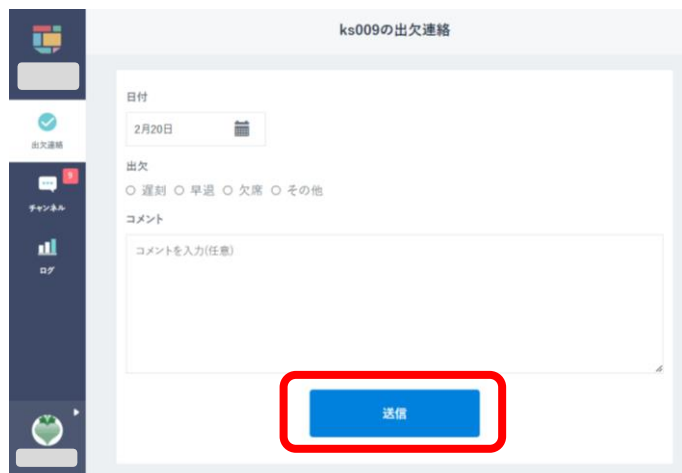 ks009の出欠連絡
日付
2月20日
出欠
遅刻 早退 欠席 その他
コメント
コメントを入力(任意)
送信
出欠連絡
9
チャンネル
ログ